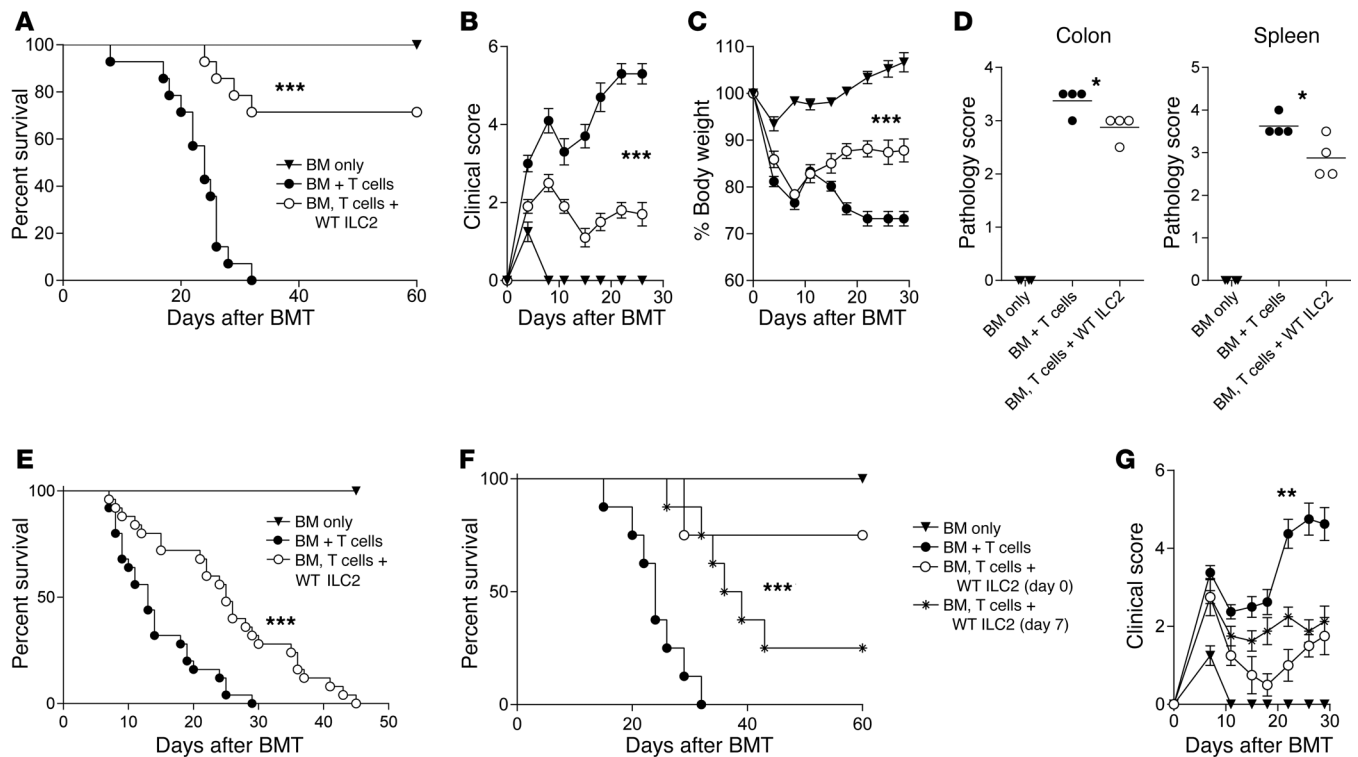 A
Percent survival
100
80
60
40
20
0
0
20
40
60
Days after BMT
***
BM only
BM + T cells
BM, T cells +
WT ILC2
B
Clinical score
6
4
2
0
0
10
20
30
Days after BMT
***
C
% Body weight
110
100
90
80
70
60
0
10
20
30
Days after BMT
***
D
Colon
Pathology score
4
3
2
1
0
*
BM only
BM + T cells
BM, T cells + WT ILC2
Spleen
Pathology score
5
4
3
2
1
0
*
BM only
BM + T cells
BM, T cells + WT ILC2
E
Percent survival
100
50
0
0
10
20
30
40
50
Days after BMT
***
BM only
BM + T cells
BM, T cells +
WT ILC2
F
Percent survival
100
50
0
20
40
60
Days after BMT
***
BM only
BM + T cells
BM, T cells +
WT ILC2 (day 0)
BM, T cells +
WT ILC2 (day 7)
G
Clinical score
6
4
2
0
0
10
20
30
Days after BMT
**